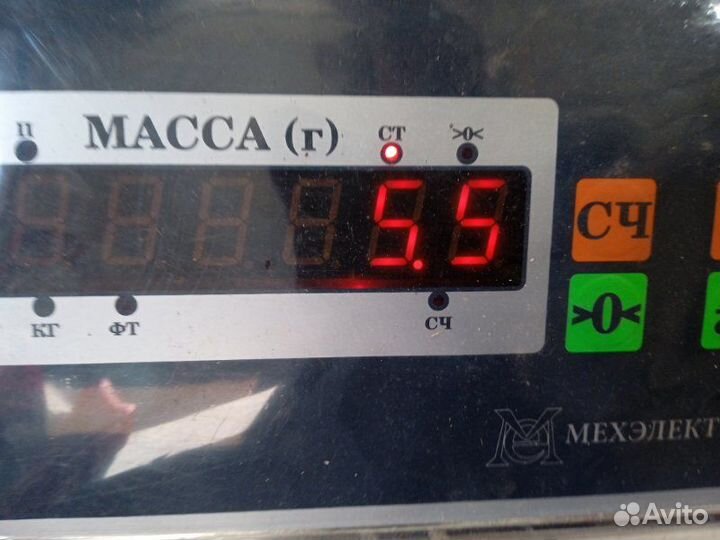 П МАССА (г) СТ >0<
5.5
КГ ФТ СЧ
СЧ
>0<
МЕХЭЛЕКТ
Avito